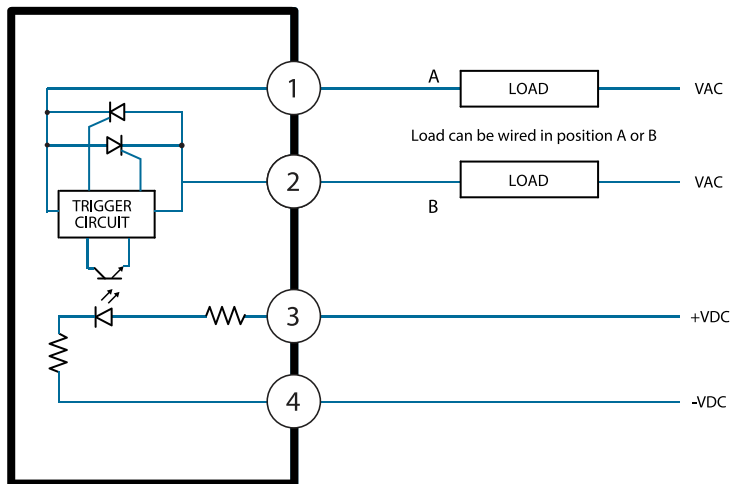 1
A
LOAD
VAC
Load can be wired in position A or B
2
LOAD
VAC
B
TRIGGER
CIRCUIT
3
+VDC
4
-VDC